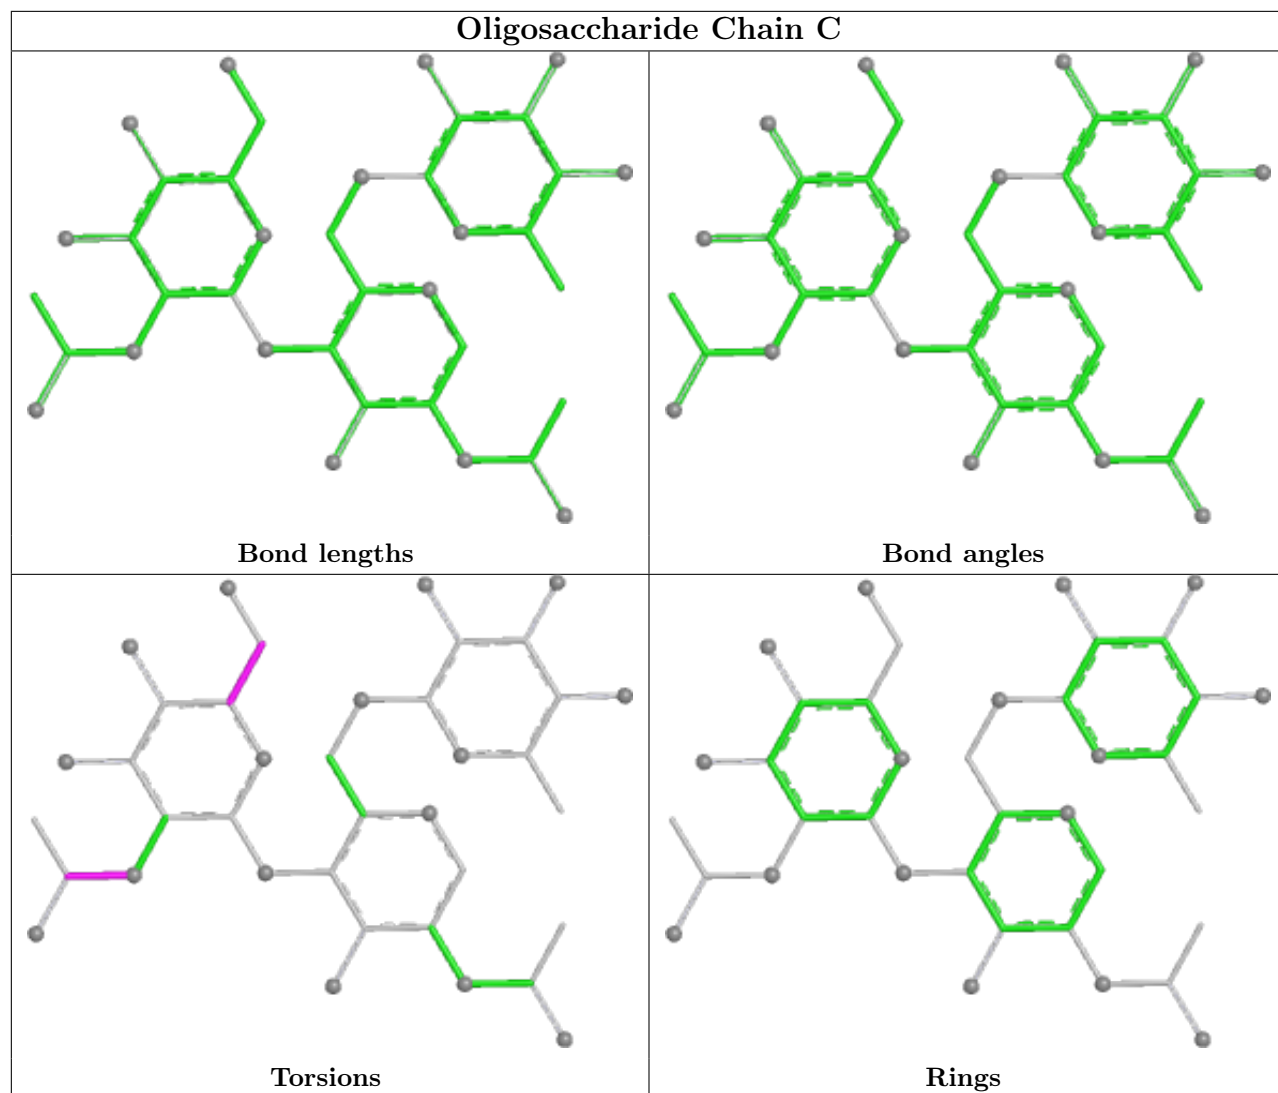 Oligosaccharide Chain C
Bond lengths
Bond angles
Torsions
Rings